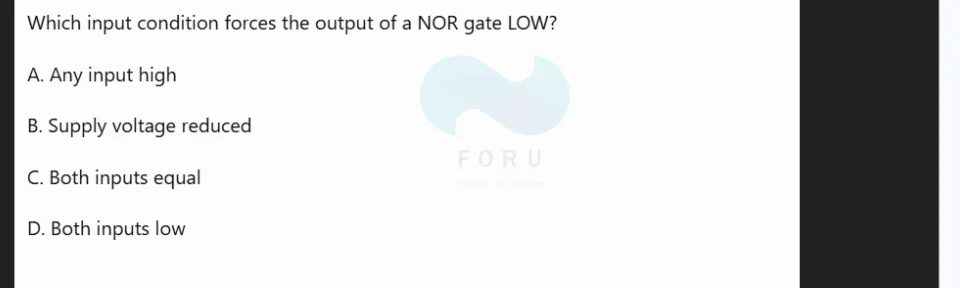 Which input condition forces the output of a NOR gate LOW?
A. Any input high
B. Supply voltage reduced
C. Both inputs equal
D. Both inputs low
FORU